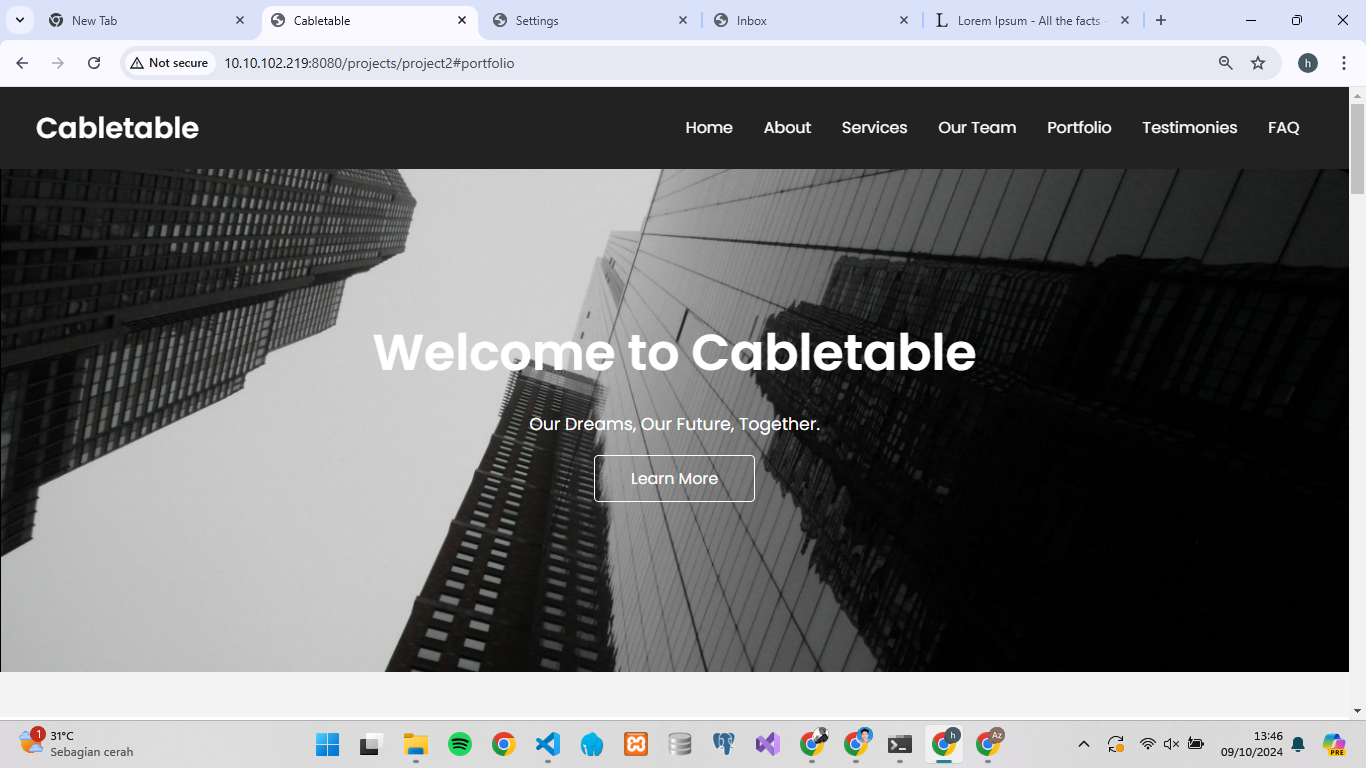 New Tab
Cabletable
Settings
Inbox
L Lorem Ipsum - All the facts -
Not secure
10.10.102.219:8080/projects/project2#portfolio
h
Cabletable
Home
About
Services
Our Team
Portfolio
Testimonies
FAQ
Welcome to Cabletable
Our Dreams, Our Future, Together.
Learn More
1
31°C
Sebagian cerah
h
Az
13:46
09/10/2024
PRE